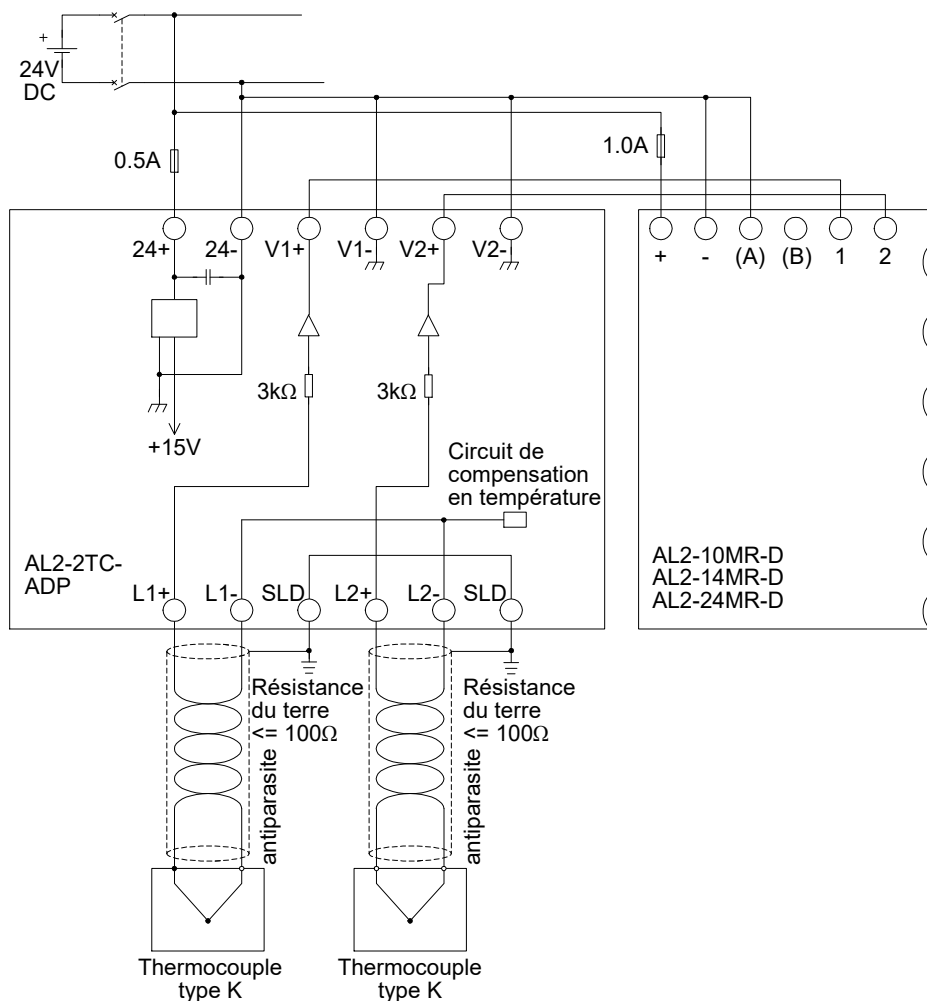 +
24V
DC
0.5A
1.0A
24+
24-
V1+
V1-
V2+
V2-
+
-
(A)
(B)
1
2
3kΩ
3kΩ
+15V
Circuit de
compensation
en température
AL2-2TC-
ADP
L1+
L1-
SLD
L2+
L2-
SLD
AL2-10MR-D
AL2-14MR-D
AL2-24MR-D
Résistance
du terre
<= 100Ω
antiparasite
Résistance
du terre
<= 100Ω
antiparasite
Thermocouple
type K
Thermocouple
type K